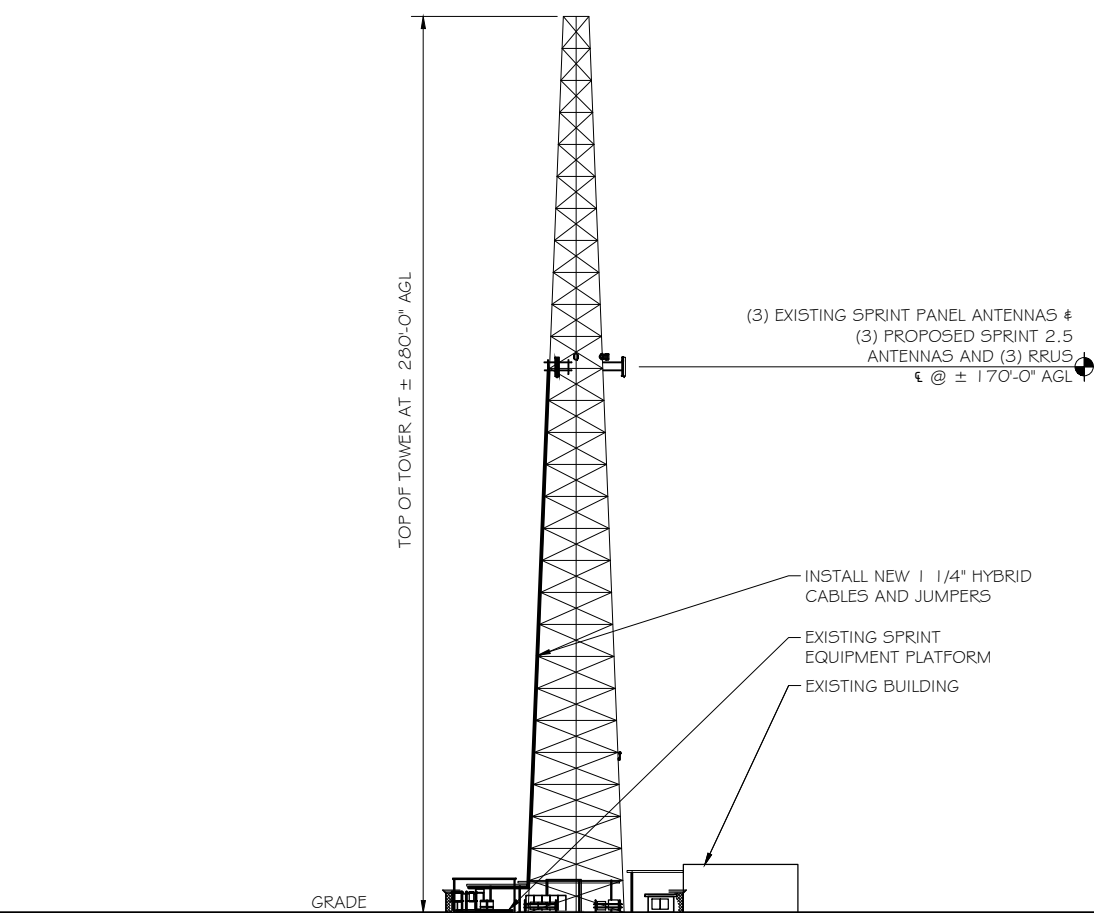 TOP OF TOWER AT ± 280'-0" AGL
(3) EXISTING SPRINT PANEL ANTENNAS &
(3) PROPOSED SPRINT 2.5
ANTENNAS AND (3) RRUS
℄ @ ± 170'-0" AGL
INSTALL NEW 1 1/4" HYBRID
CABLES AND JUMPERS
EXISTING SPRINT
EQUIPMENT PLATFORM
EXISTING BUILDING
GRADE